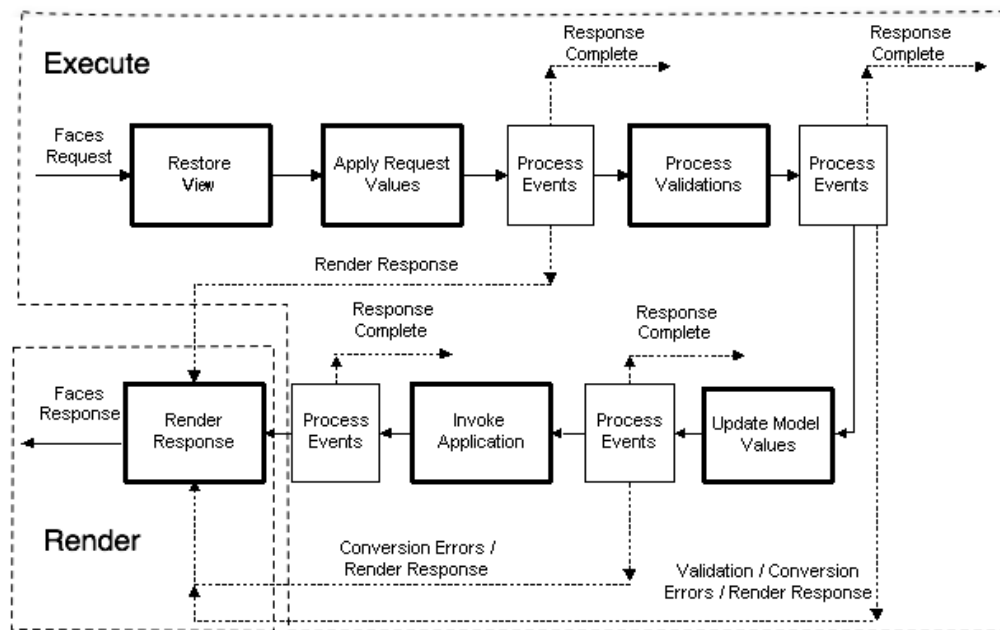 Execute
Response
Complete
Response
Complete
Faces
Request
Restore
View
Apply Request
Values
Process
Events
Process
Validations
Process
Events
Render Response
Response
Complete
Response
Complete
Faces
Response
Render
Response
Process
Events
Invoke
Application
Process
Events
Update Model
Values
Render
Conversion Errors /
Render Response
Validation / Conversion
Errors / Render Response